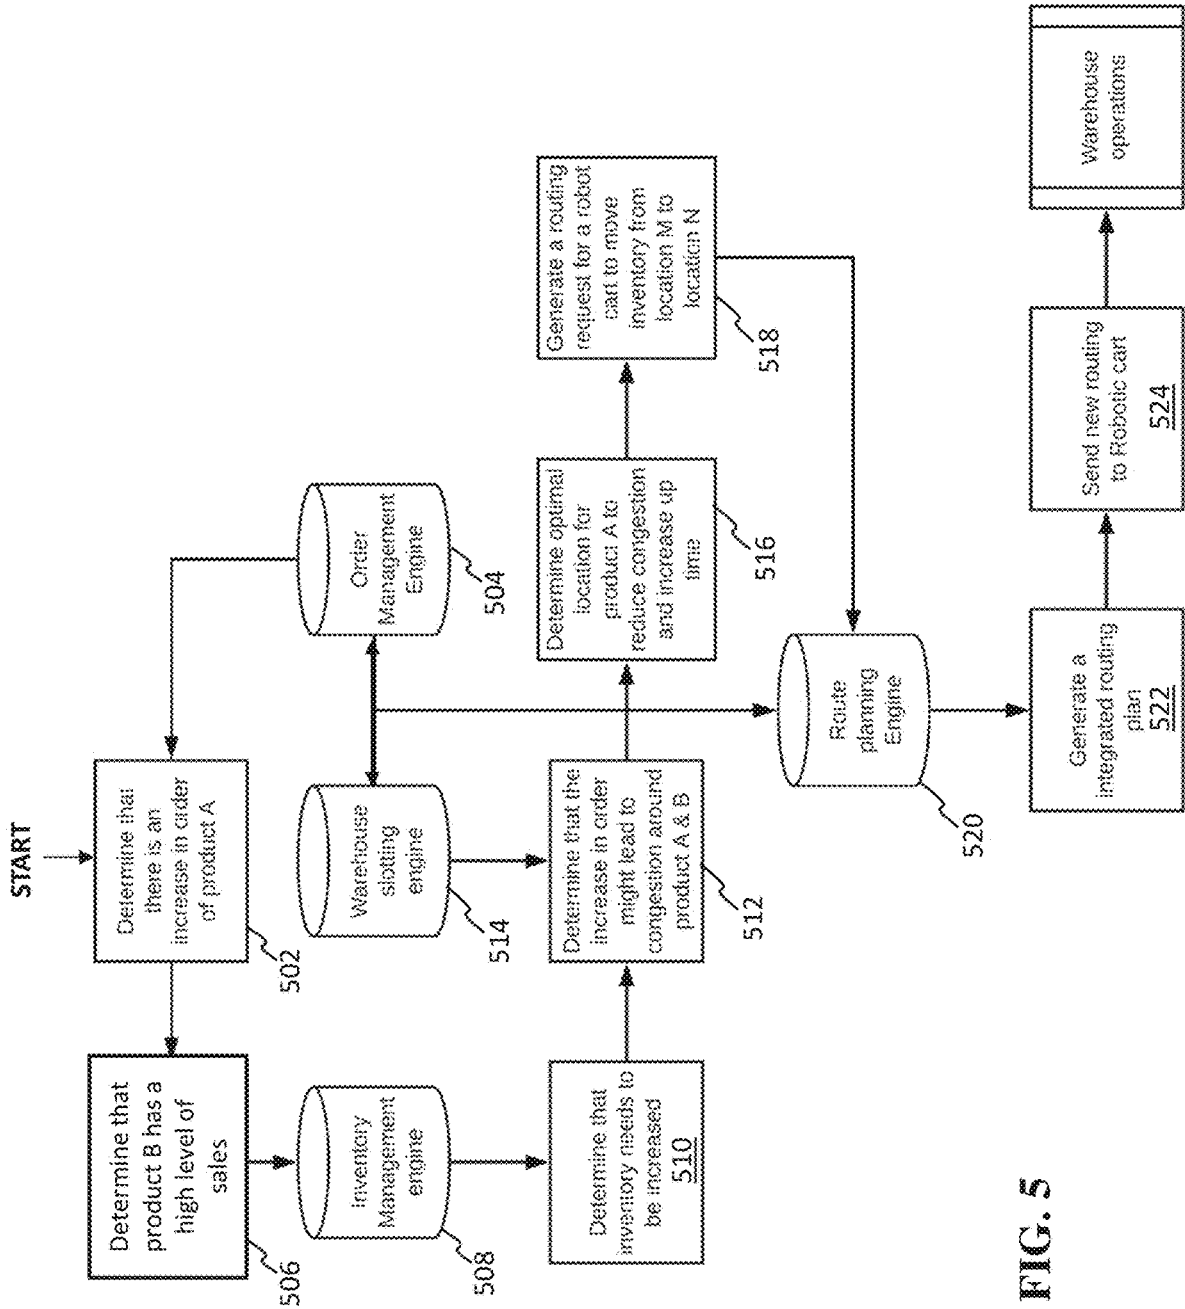 START
Determine that
there is an
increase in order
of product A
502
Determine that
product B has a
high level of
sales
506
Order
Management
Engine
504
Warehouse
slotting
engine
514
Inventory
Management
engine
508
Determine that
inventory needs to
be increased
510
Determine that the
increase in order
might lead to
congestion around
product A & B
512
Determine optimal
location for
product A to
reduce congestion
and increase up
time
516
Generate a routing
request for a robot
cart to move
inventory from
location M to
location N
518
Route
planning
Engine
520
Generate a
integrated routing
plan
522
Send new routing
to Robotic cart
524
Warehouse
operations
FIG. 5